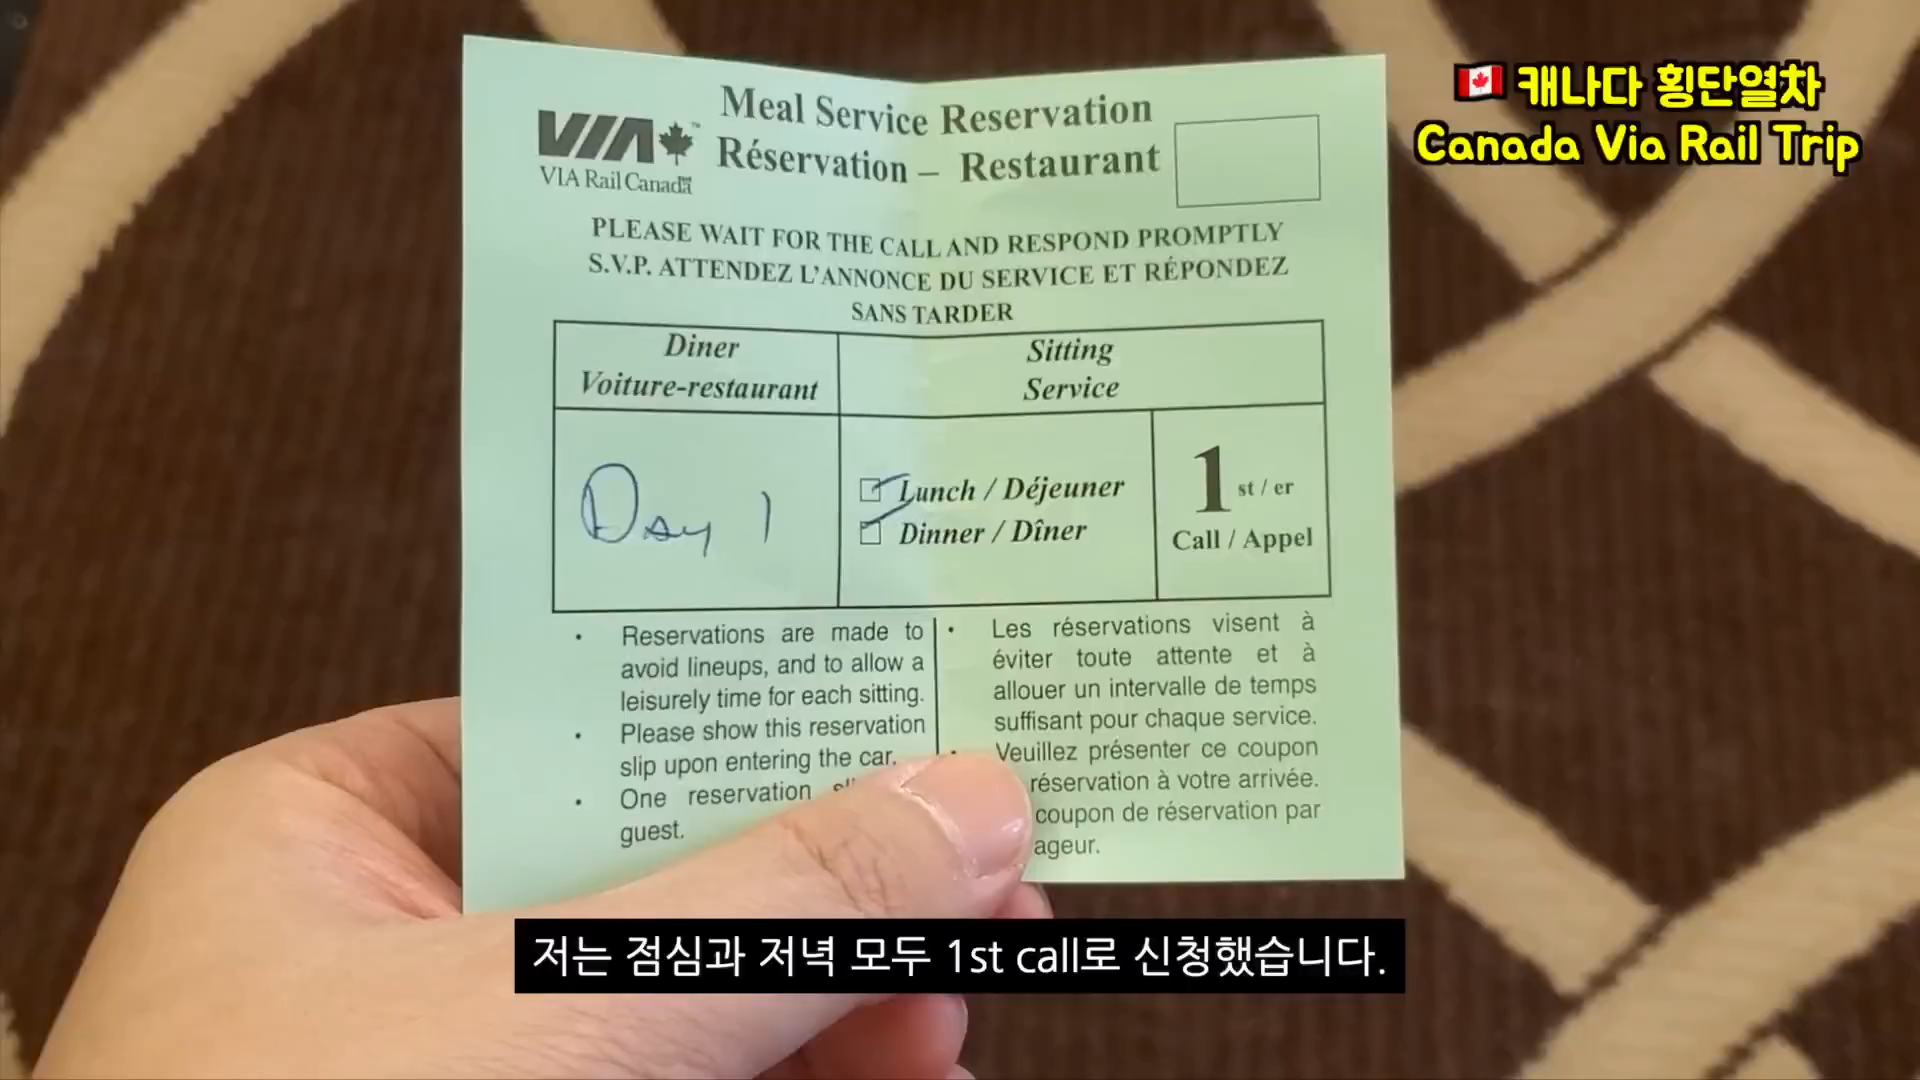 캐나다 횡단열차
Canada Via Rail Trip
VIA
VIA Rail Canada
Meal Service Reservation
Réservation – Restaurant
PLEASE WAIT FOR THE CALL AND RESPOND PROMPTLY
S.V.P. ATTENDEZ L'ANNONCE DU SERVICE ET RÉPONDEZ
SANS TARDER
Diner
Voiture-restaurant
Sitting
Service
Day 1
Lunch / Déjeuner
Dinner / Dîner
1 st / er
Call / Appel
• Reservations are made to
avoid lineups, and to allow a
leisurely time for each sitting.
• Please show this reservation
slip upon entering the car.
• One reservation
guest.
• Les réservations visent à
éviter toute attente et à
allouer un intervalle de temps
suffisant pour chaque service.
• Veuillez présenter ce coupon
réservation à votre arrivée.
coupon de réservation par
ageur.
저는 점심과 저녁 모두 1st call로 신청했습니다.